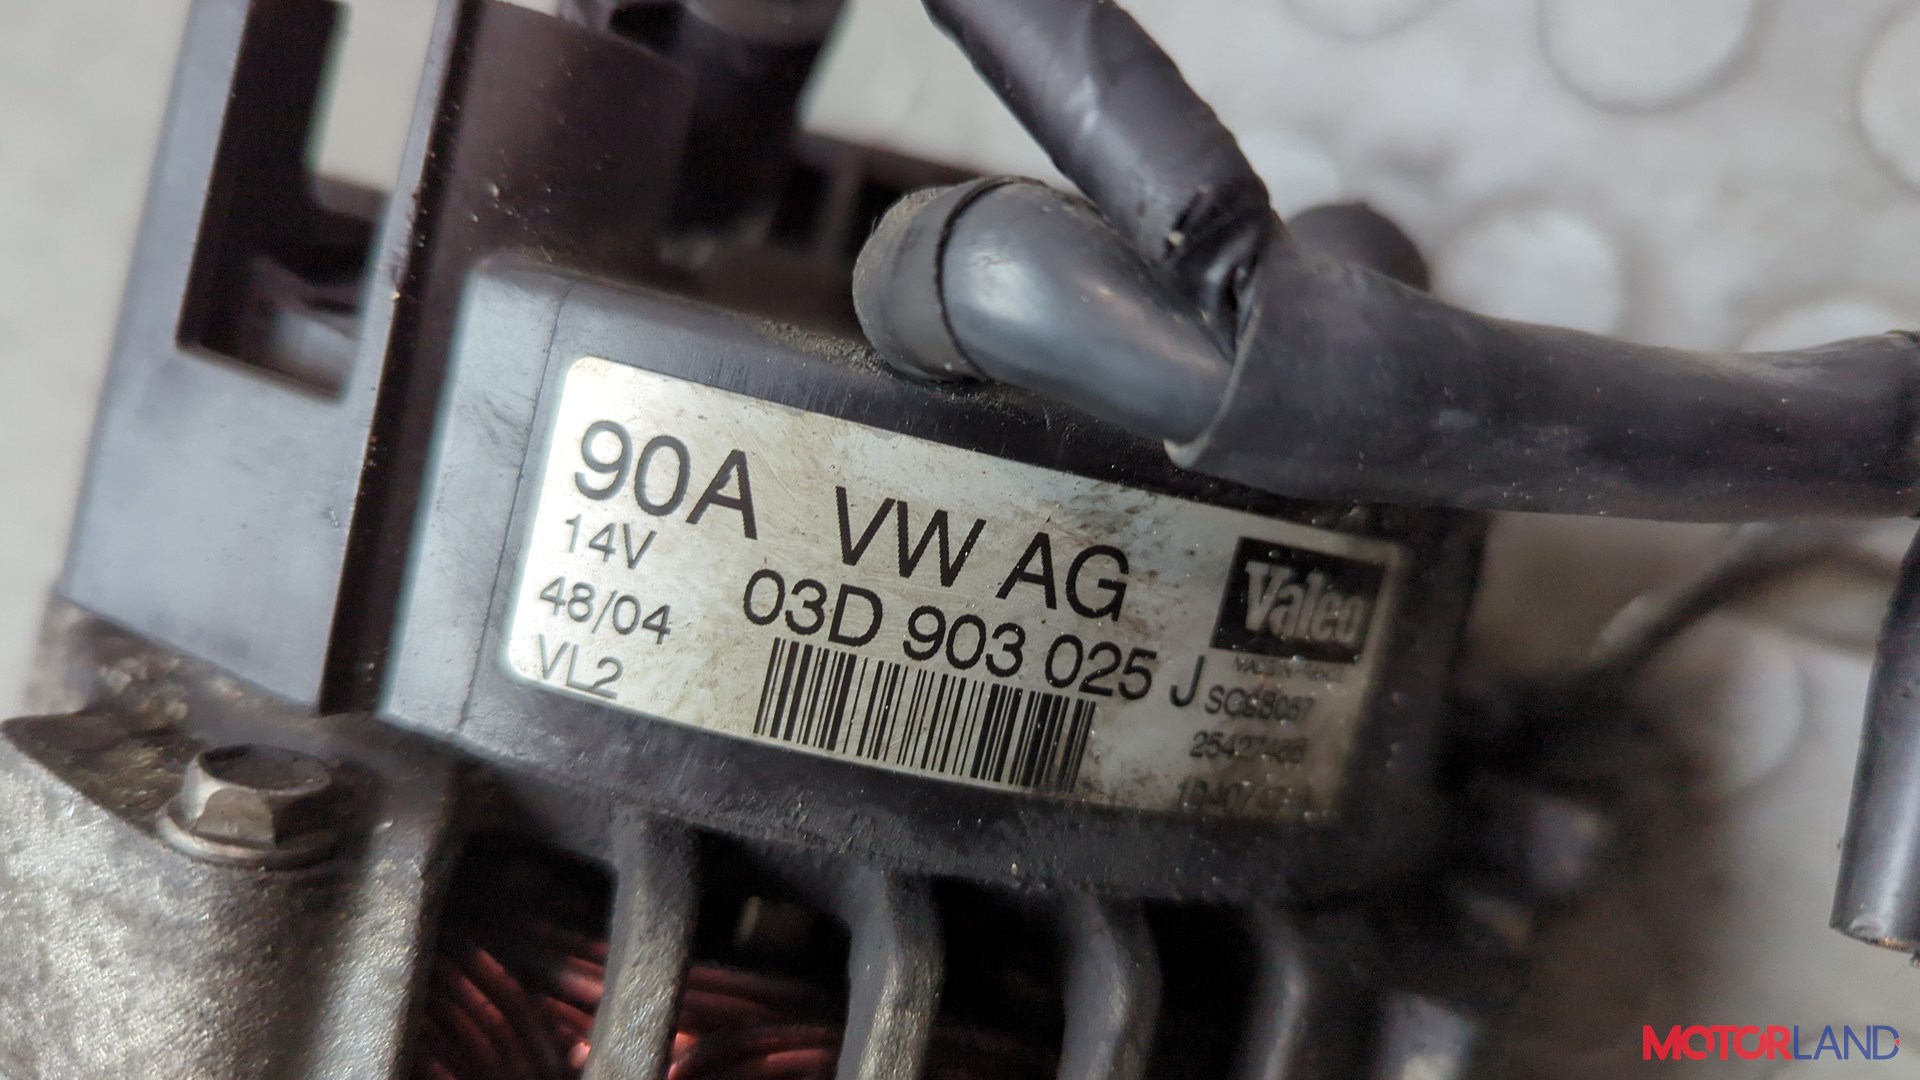 90A VW AG
14V
48/04 03D 903 025 J
VL2
Valeo
MOTORLAND